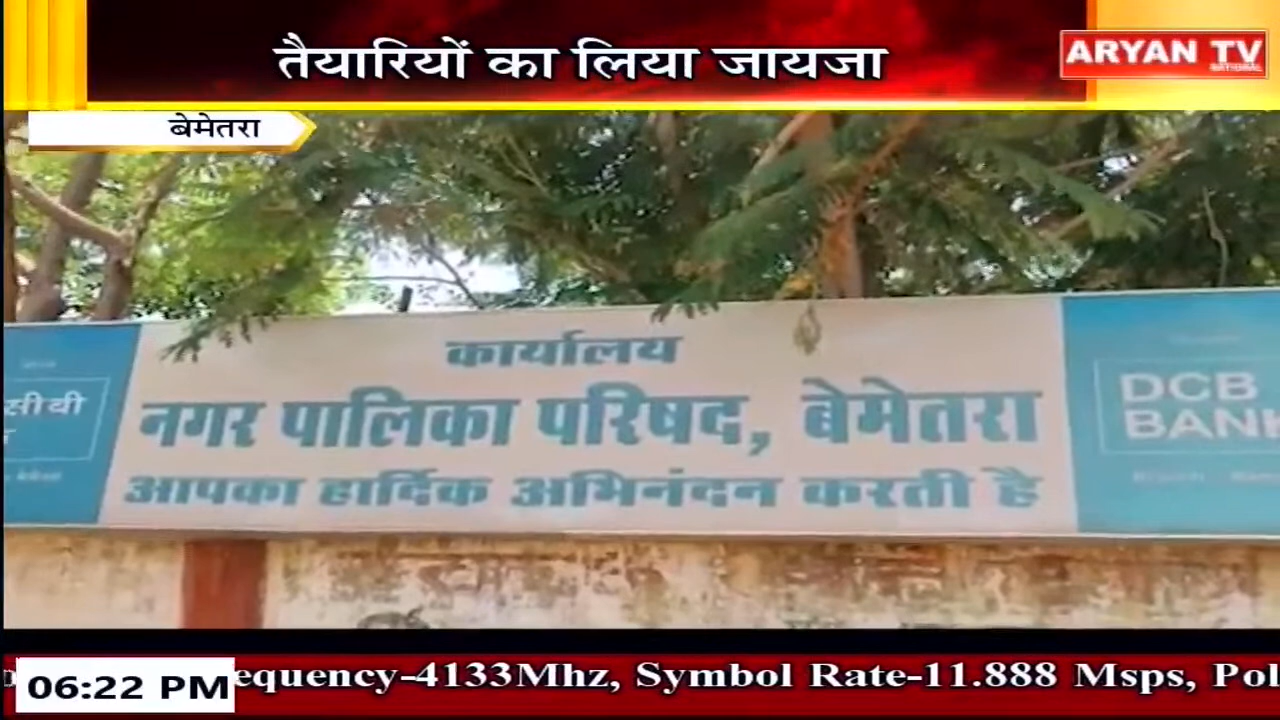 तैयारियों का लिया जायजा
ARYAN TV
NATIONAL
बेमेतरा
कार्यालय
नगर पालिका परिषद, बेमेतरा
आपका हार्दिक अभिनंदन करती है
सीबी
DCB
BANK
06:22 PM
equency-4133Mhz, Symbol Rate-11.888 Msps, Pol